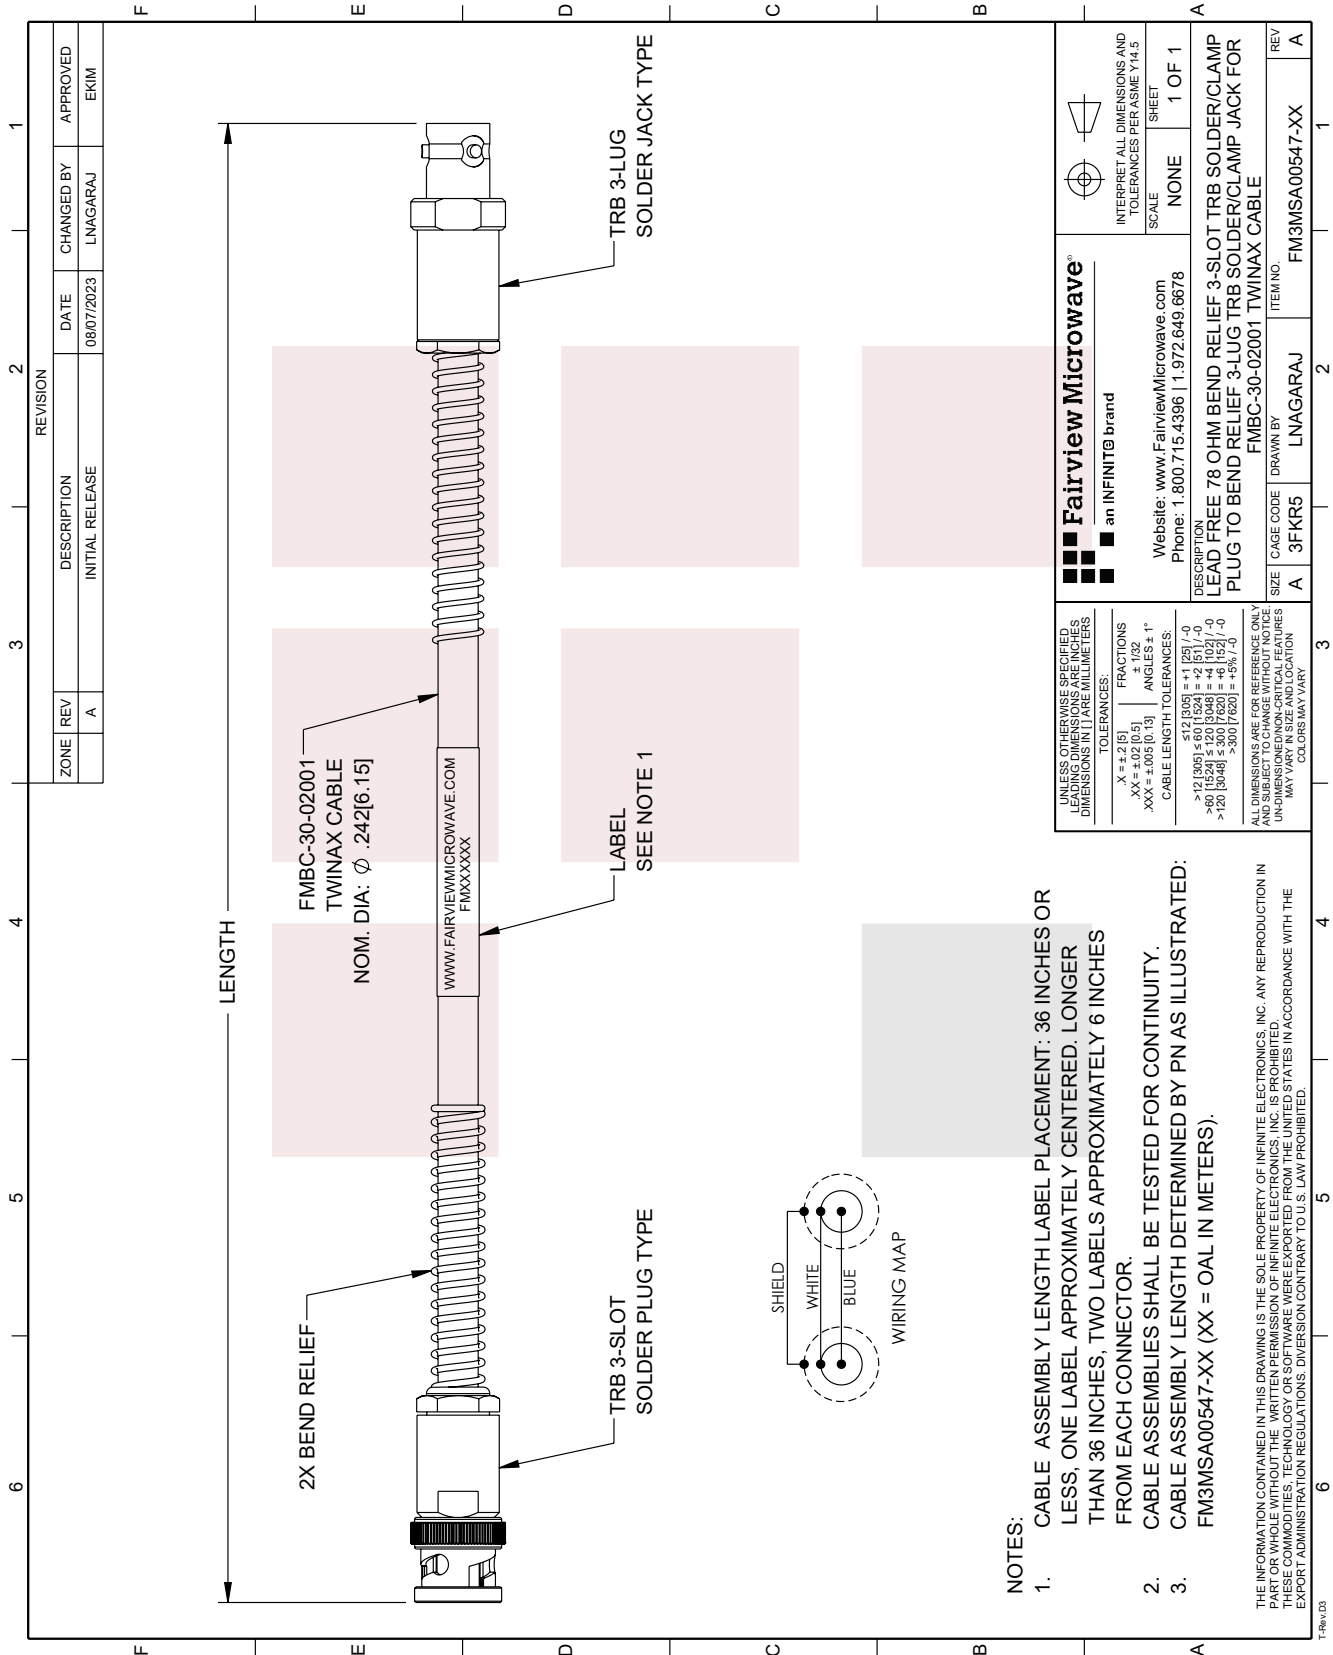 REVISION
ZONE REV DESCRIPTION DATE CHANGED BY APPROVED
A INITIAL RELEASE 08/07/2023 LNAGARAJ EKIM
6 5 4 3 2 1
F
E
D
C
B
A
LENGTH
2X BEND RELIEF
FMBC-30-02001
TWINAX CABLE
NOM. DIA: Ø .242[6.15]
WWW.FAIRVIEWMICROWAVE.COM
FMXXXXXX
TRB 3-SLOT
SOLDER PLUG TYPE
LABEL
SEE NOTE 1
TRB 3-LUG
SOLDER JACK TYPE
SHIELD
WHITE
BLUE
WIRING MAP
NOTES:
1. CABLE ASSEMBLY LENGTH LABEL PLACEMENT: 36 INCHES OR
LESS, ONE LABEL APPROXIMATELY CENTERED. LONGER
THAN 36 INCHES, TWO LABELS APPROXIMATELY 6 INCHES
FROM EACH CONNECTOR.
2. CABLE ASSEMBLIES SHALL BE TESTED FOR CONTINUITY.
3. CABLE ASSEMBLY LENGTH DETERMINED BY PN AS ILLUSTRATED:
FM3MSA00547-XX (XX = OAL IN METERS).
THE INFORMATION CONTAINED IN THIS DRAWING IS THE SOLE PROPERTY OF INFINITE ELECTRONICS, INC. ANY REPRODUCTION IN
PART OR WHOLE WITHOUT THE WRITTEN PERMISSION OF INFINITE ELECTRONICS, INC. IS PROHIBITED.
THESE COMMODITIES, TECHNOLOGY OR SOFTWARE WERE EXPORTED FROM THE UNITED STATES IN ACCORDANCE WITH THE
EXPORT ADMINISTRATION REGULATIONS. DIVERSION CONTRARY TO U.S. LAW PROHIBITED.
UNLESS OTHERWISE SPECIFIED
LEADING DIMENSIONS ARE INCHES
DIMENSIONS IN [ ] ARE MILLIMETERS
TOLERANCES:
.X = ±.2 [5] FRACTIONS
.XX = ±.02 [0.5] ± 1/32
.XXX = ±.005 [0.13] ANGLES ± 1°
CABLE LENGTH TOLERANCES:
≤12 [305] = +1 [25] / -0
>12 [305] ≤ 60 [1524] = +2 [51] / -0
>60 [1524] ≤ 120 [3048] = +4 [102] / -0
>120 [3048] ≤ 300 [7620] = +6 [152] / -0
>300 [7620] = +5% / -0
ALL DIMENSIONS ARE FOR REFERENCE ONLY
AND SUBJECT TO CHANGE WITHOUT NOTICE.
UN-DIMENSIONED/NON-CRITICAL FEATURES
MAY VARY IN SIZE AND LOCATION
COLORS MAY VARY
Fairview Microwave®
an INFINIT@ brand
Website: www.FairviewMicrowave.com
Phone: 1.800.715.4396 | 1.972.649.6678
INTERPRET ALL DIMENSIONS AND
TOLERANCES PER ASME Y14.5
SCALE NONE
SHEET 1 OF 1
DESCRIPTION
LEAD FREE 78 OHM BEND RELIEF 3-SLOT TRB SOLDER/CLAMP
PLUG TO BEND RELIEF 3-LUG TRB SOLDER/CLAMP JACK FOR
FMBC-30-02001 TWINAX CABLE
SIZE A
CAGE CODE 3FKR5
DRAWN BY LNAGARAJ
ITEM NO. FM3MSA00547-XX
REV A
6 5 4 3 2 1
F
E
D
C
B
A
T-Rev.D3